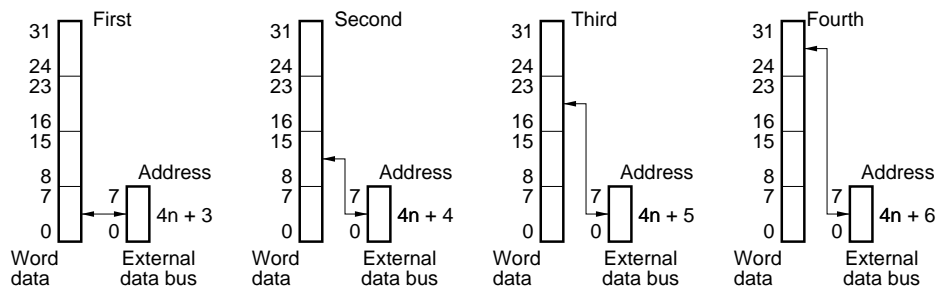 First
Second
Third
Fourth
31
31
31
31
24
24
24
24
23
23
23
23
16
16
16
16
15
15
15
15
8
Address
8
Address
8
Address
8
Address
7
7
7
7
7
7
7
7
4n + 3
4n + 4
4n + 5
4n + 6
0
0
0
0
0
0
0
0
Word
data
External
data bus
Word
data
External
data bus
Word
data
External
data bus
Word
data
External
data bus